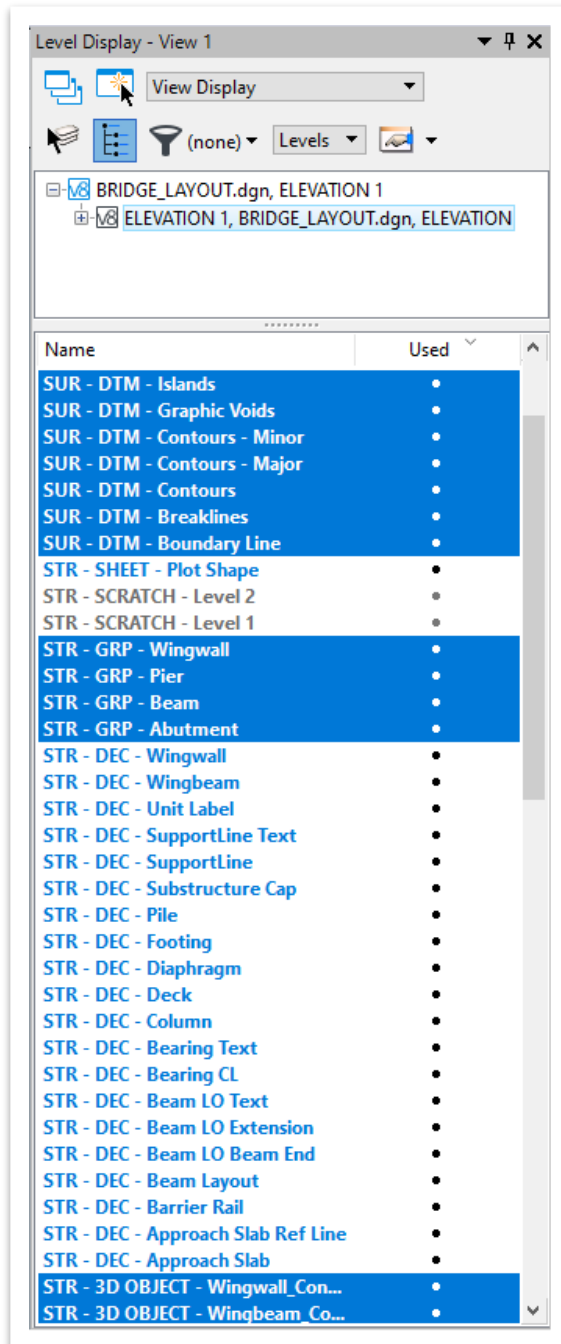 Level Display - View 1
View Display
(none) Levels
V8 BRIDGE_LAYOUT.dgn, ELEVATION 1
V8 ELEVATION 1, BRIDGE_LAYOUT.dgn, ELEVATION
Name Used
SUR - DTM - Islands
SUR - DTM - Graphic Voids
SUR - DTM - Contours - Minor
SUR - DTM - Contours - Major
SUR - DTM - Contours
SUR - DTM - Breaklines
SUR - DTM - Boundary Line
STR - SHEET - Plot Shape
STR - SCRATCH - Level 2
STR - SCRATCH - Level 1
STR - GRP - Wingwall
STR - GRP - Pier
STR - GRP - Beam
STR - GRP - Abutment
STR - DEC - Wingwall
STR - DEC - Wingbeam
STR - DEC - Unit Label
STR - DEC - SupportLine Text
STR - DEC - SupportLine
STR - DEC - Substructure Cap
STR - DEC - Pile
STR - DEC - Footing
STR - DEC - Diaphragm
STR - DEC - Deck
STR - DEC - Column
STR - DEC - Bearing Text
STR - DEC - Bearing CL
STR - DEC - Beam LO Text
STR - DEC - Beam LO Extension
STR - DEC - Beam LO Beam End
STR - DEC - Beam Layout
STR - DEC - Barrier Rail
STR - DEC - Approach Slab Ref Line
STR - DEC - Approach Slab
STR - 3D OBJECT - Wingwall_Con...
STR - 3D OBJECT - Wingbeam_Co...